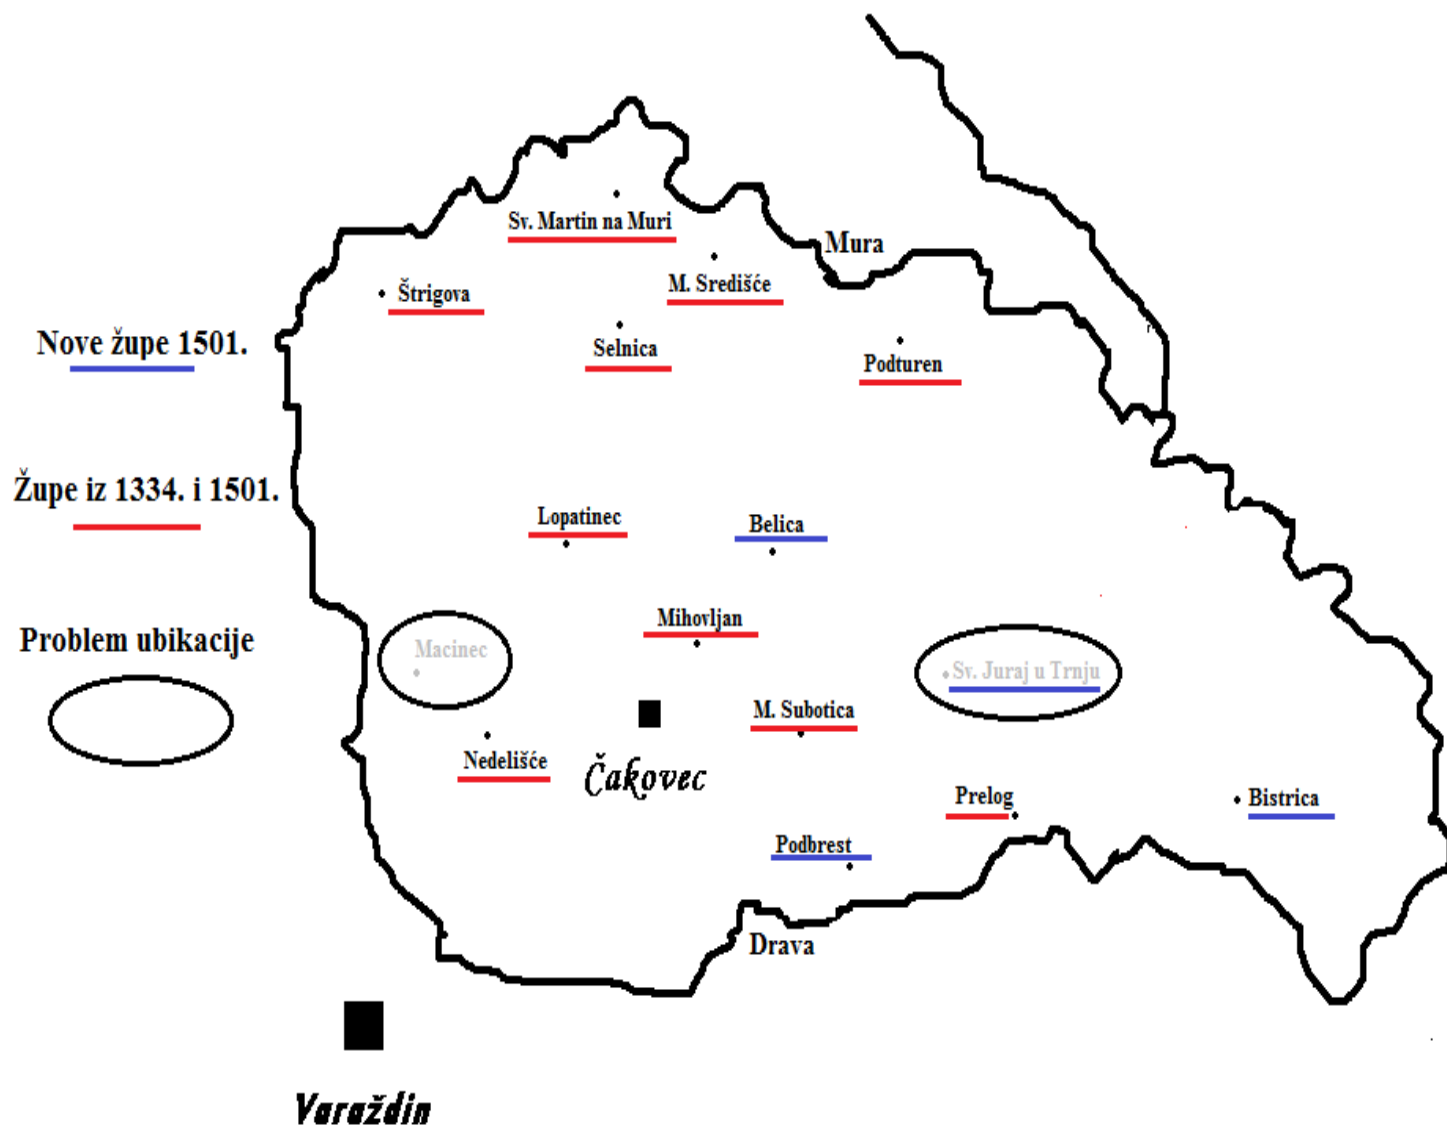 Sv. Martin na Muri
Mura
M. Središće
Štrigova
Nove župe 1501.
Selnica
Podturen
Župe iz 1334. i 1501.
Lopatinec
Belica
Mihovljan
Problem ubikacije
Macinec
Sv. Juraj u Trnju
M. Subotica
Nedelišće
Čakovec
Prelog
Bistrica
Podbrest
Drava
Varaždin